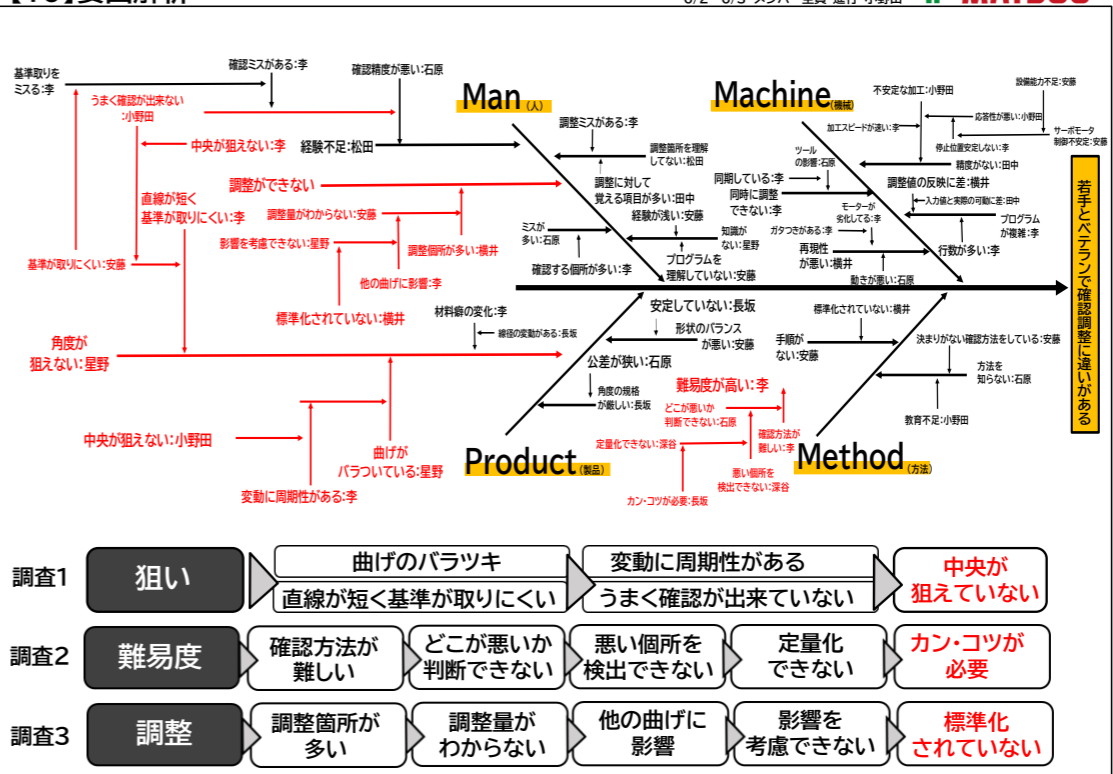 基準取りを
ミスる:李
確認ミスがある:李
確認精度が悪い:石原
うまく確認が出来ない
:小野田
中央が狙えない:李
経験不足:松田
調整ができない
直線が短く
基準が取りにくい:李
調整量がわからない:安藤
影響を考慮できない:星野
調整個所が多い:横井
基準が取りにくい:安藤
他の曲げに影響:李
標準化されていない:横井
Man(人)
調整ミスがある:李
調整箇所を理解
してない:松田
調整に対して
覚える項目が多い:田中
経験が浅い:安藤
ミスが
多い:石原
知識が
ない:星野
確認する個所が多い:李
プログラムを
理解していない:安藤
Machine(機械)
不安定な加工:小野田
設備能力不足:安藤
加工スピードが速い:李
応答性が悪い:小野田
サーボモータ
制御不安定:安藤
停止位置安定しない:李
ツール
の影響:石原
精度がない:田中
同期している:李
同時に調整
できない:李
調整値の反映に差:横井
入力値と実際の可動に差:田中
モーターが
劣化してる:李
プログラム
が複雑:李
ガタつきがある:李
再現性
が悪い:横井
行数が多い:李
動きが悪い:石原
若手とベテランで確認調整に違いがある
角度が
狙えない:星野
材料癖の変化:李
線径の変動がある:長坂
中央が狙えない:小野田
曲げが
バラついている:星野
変動に周期性がある:李
安定していない:長坂
形状のバランス
が悪い:安藤
公差が狭い:石原
角度の規格
が厳しい:長坂
Product(製品)
難易度が高い:李
どこが悪いか
判断できない:石原
定量化できない:深谷
確認方法が
難しい:李
悪い個所を
検出できない:深谷
カン・コツが必要:長坂
標準化されていない:横井
手順が
ない:安藤
決まりがない確認方法をしている:安藤
方法を
知らない:石原
教育不足:小野田
Method(方法)
調査1
狙い
曲げのバラツキ
直線が短く基準が取りにくい
変動に周期性がある
うまく確認が出来ていない
中央が
狙えていない
調査2
難易度
確認方法が
難しい
どこが悪いか
判断できない
悪い個所を
検出できない
定量化
できない
カン・コツが
必要
調査3
調整
調整箇所が
多い
調整量が
わからない
他の曲げに
影響
影響を
考慮できない
標準化
されていない